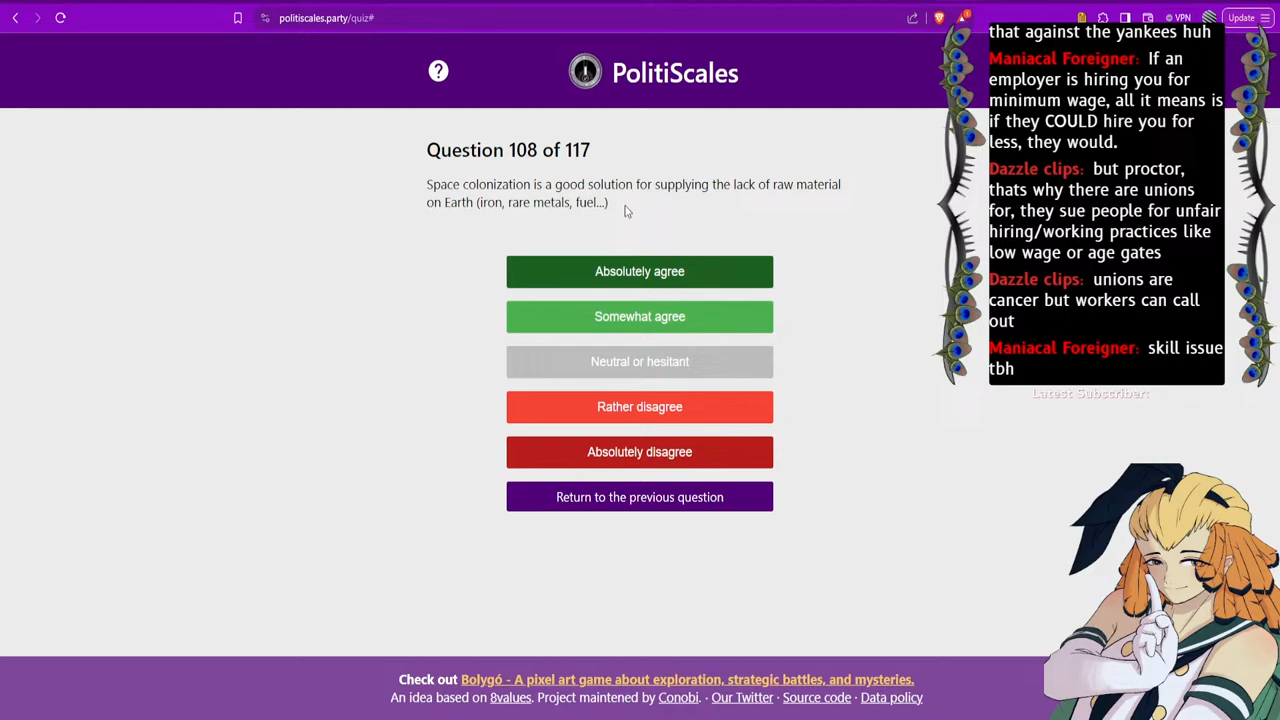 politiscales.party/quiz#
VPN
Update
PolitiScales
Question 108 of 117
Space colonization is a good solution for supplying the lack of raw material
on Earth (iron, rare metals, fuel...)
Absolutely agree
Somewhat agree
Neutral or hesitant
Rather disagree
Absolutely disagree
Return to the previous question
that against the yankees huh
Maniacal Foreigner: If an
employer is hiring you for
minimum wage, all it means is
if they COULD hire you for
less, they would.
Dazzle clips: but proctor,
thats why there are unions
for, they sue people for unfair
hiring/working practices like
low wage or age gates
Dazzle clips: unions are
cancer but workers can call
out
Maniacal Foreigner: skill issue
tbh
Latest Subscriber:
Check out Bolygó - A pixel art game about exploration, strategic battles, and mysteries.
An idea based on 8values. Project maintened by Conobi. · Our Twitter · Source code · Data policy